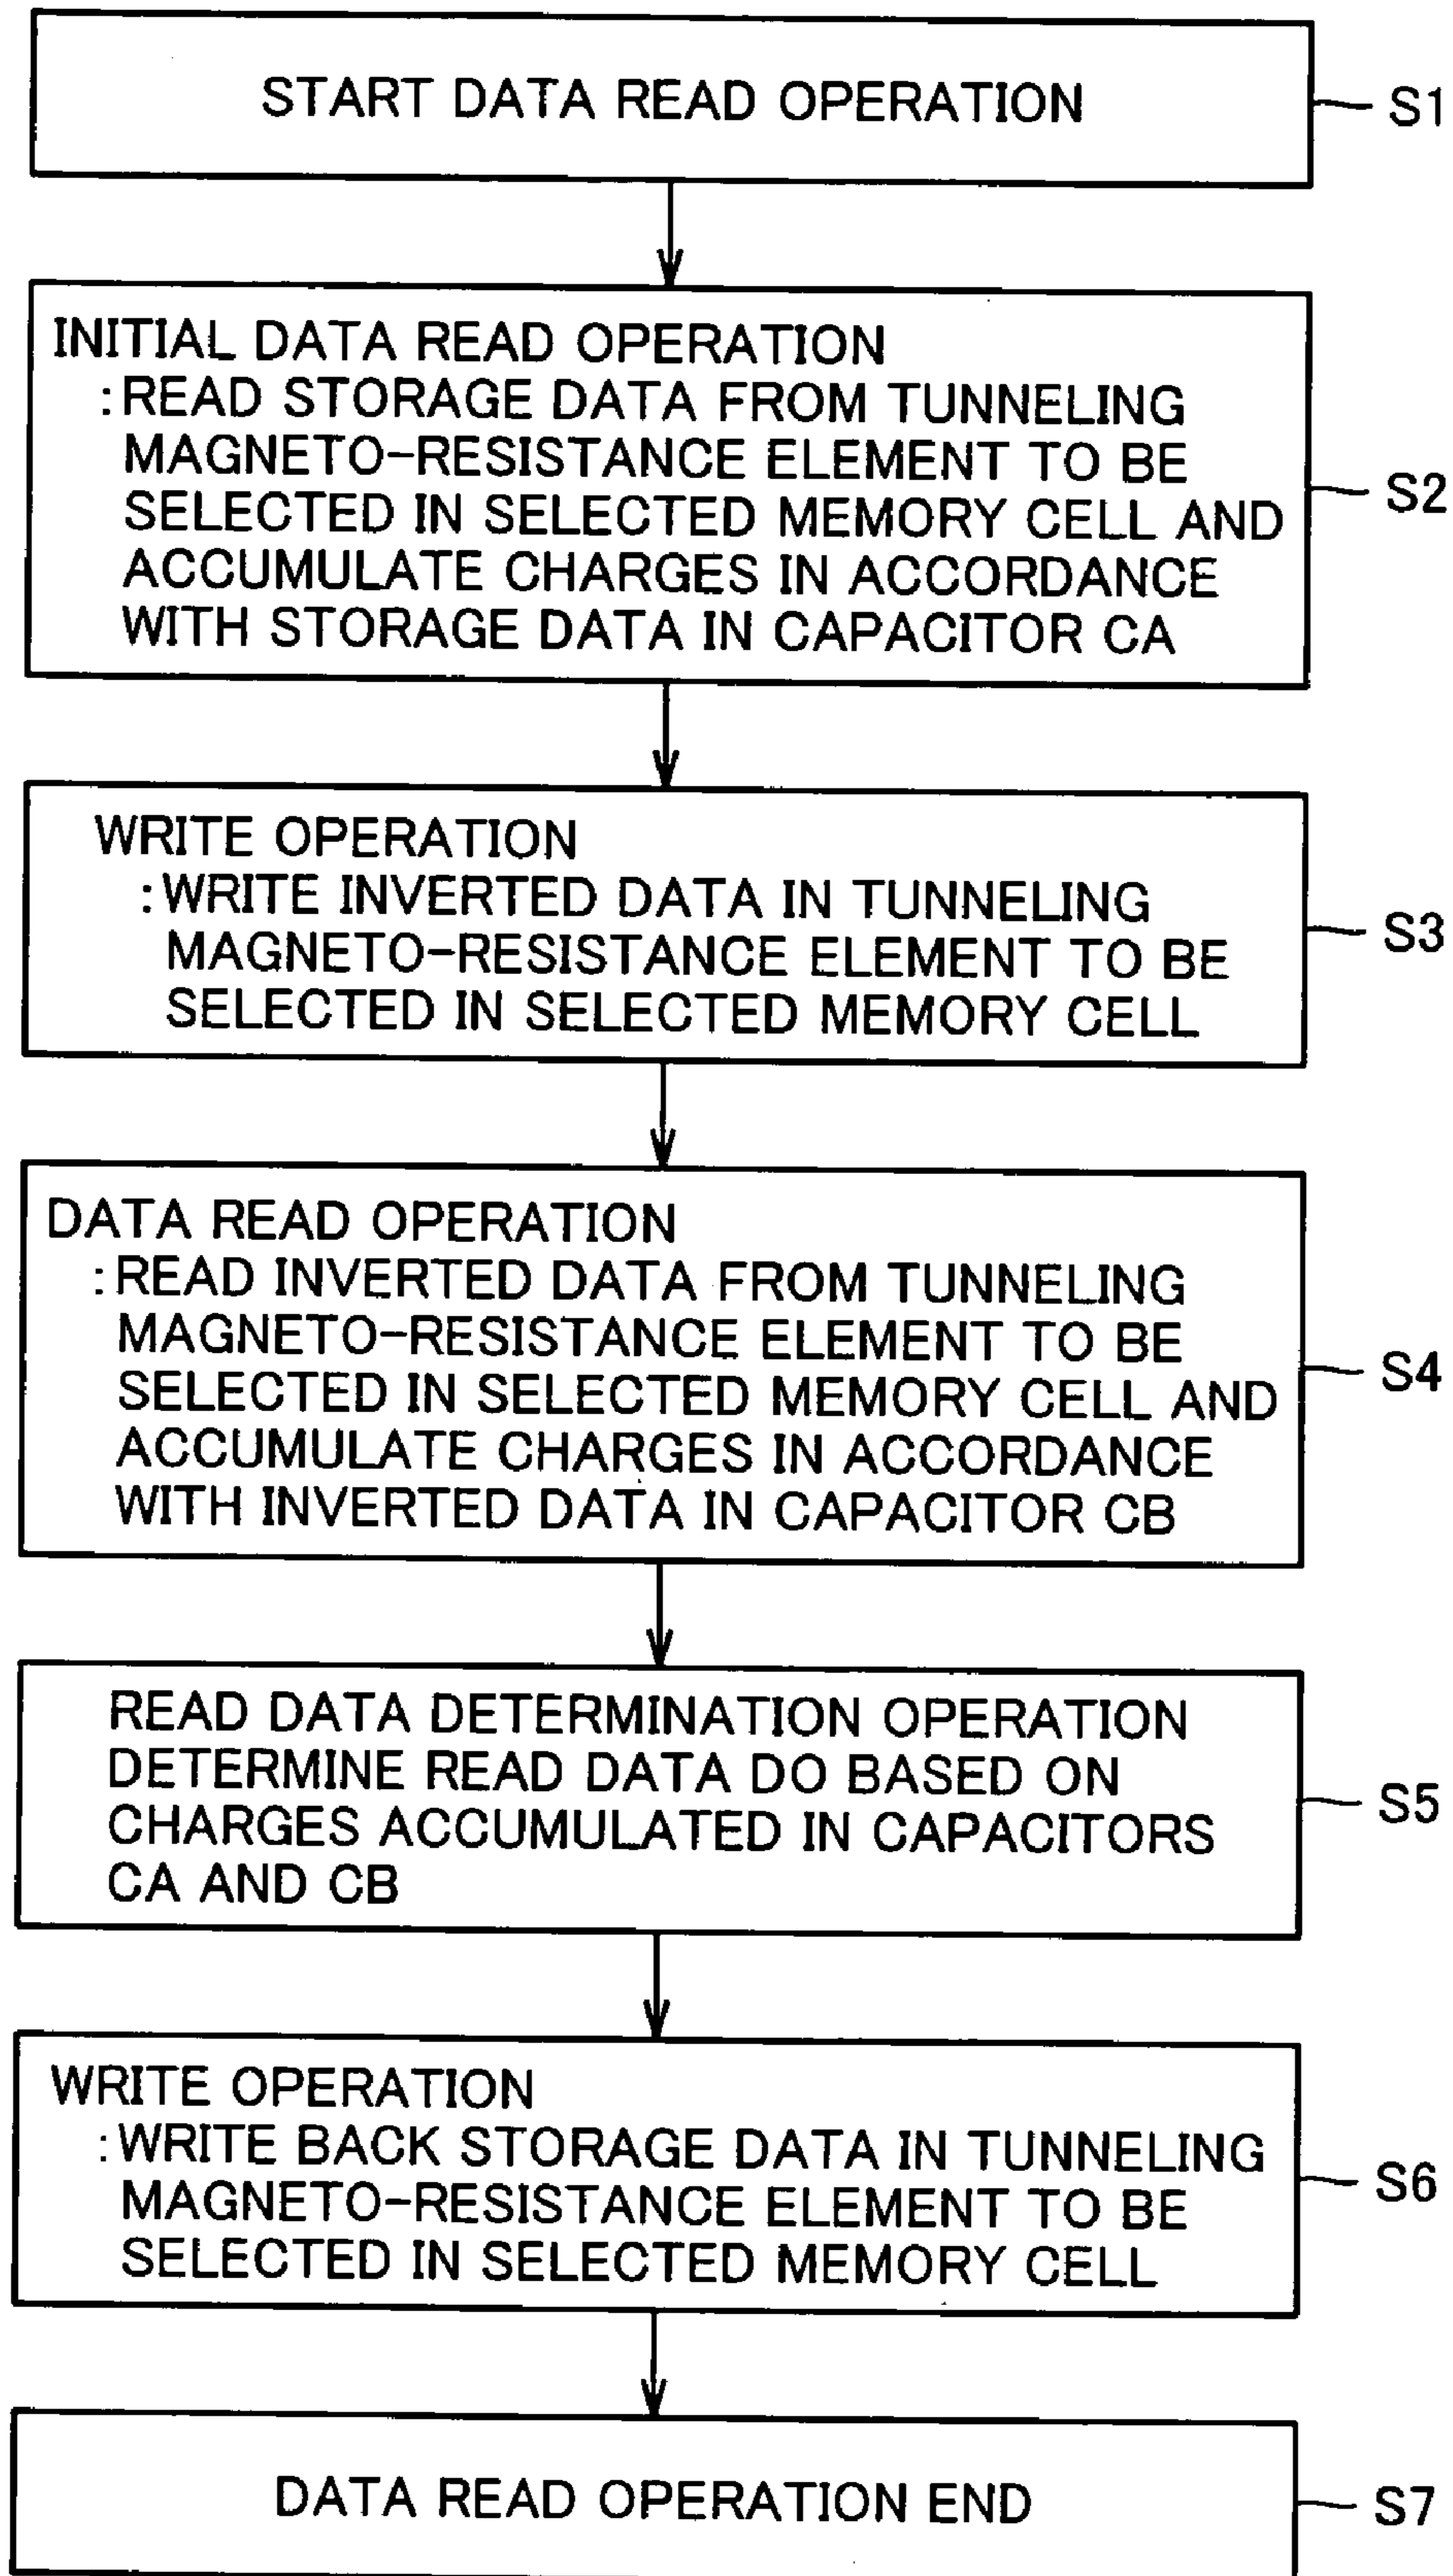 START DATA READ OPERATION
S1
INITIAL DATA READ OPERATION
:READ STORAGE DATA FROM TUNNELING
MAGNETO-RESISTANCE ELEMENT TO BE
SELECTED IN SELECTED MEMORY CELL AND
ACCUMULATE CHARGES IN ACCORDANCE
WITH STORAGE DATA IN CAPACITOR CA
S2
WRITE OPERATION
:WRITE INVERTED DATA IN TUNNELING
MAGNETO-RESISTANCE ELEMENT TO BE
SELECTED IN SELECTED MEMORY CELL
S3
DATA READ OPERATION
:READ INVERTED DATA FROM TUNNELING
MAGNETO-RESISTANCE ELEMENT TO BE
SELECTED IN SELECTED MEMORY CELL AND
ACCUMULATE CHARGES IN ACCORDANCE
WITH INVERTED DATA IN CAPACITOR CB
S4
READ DATA DETERMINATION OPERATION
DETERMINE READ DATA DO BASED ON
CHARGES ACCUMULATED IN CAPACITORS
CA AND CB
S5
WRITE OPERATION
:WRITE BACK STORAGE DATA IN TUNNELING
MAGNETO-RESISTANCE ELEMENT TO BE
SELECTED IN SELECTED MEMORY CELL
S6
DATA READ OPERATION END
S7